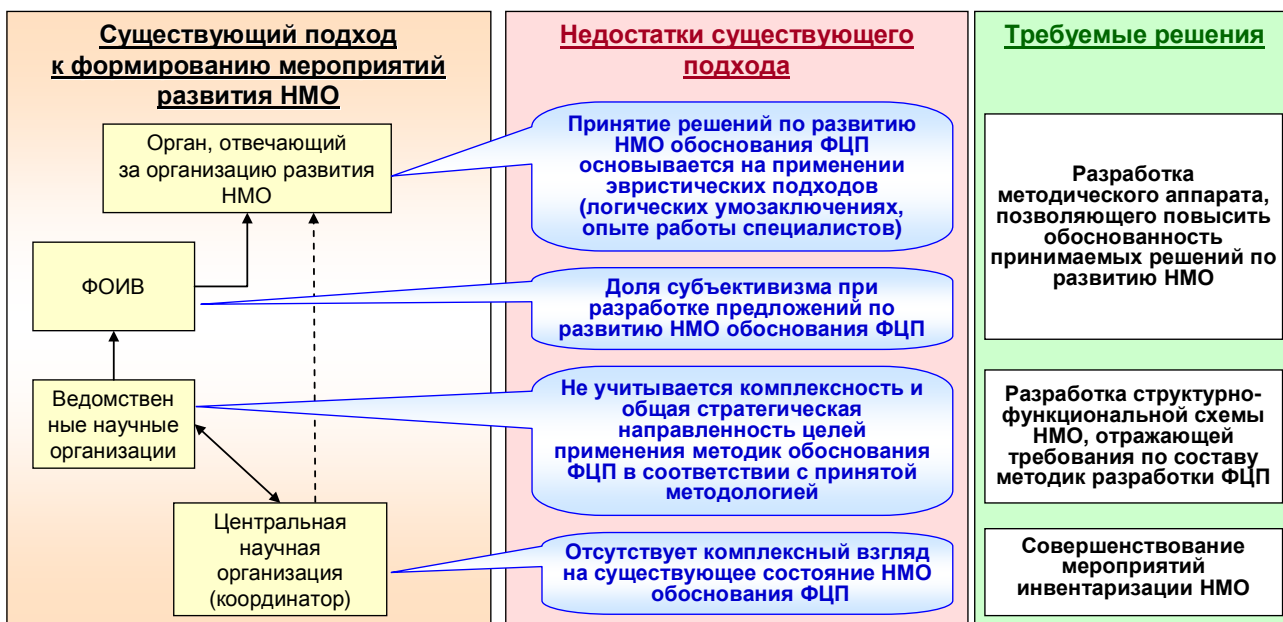 Существующий подход
к формированию мероприятий
развития НМО
Орган, отвечающий
за организацию развития
НМО
ФОИВ
Ведомствен
ные научные
организации
Центральная
научная
организация
(координатор)
Недостатки существующего
подхода
Принятие решений по развитию
НМО обоснования ФЦП
основывается на применении
эвристических подходов
(логических умозаключениях,
опыте работы специалистов)
Доля субъективизма при
разработке предложений по
развитию НМО обоснования ФЦП
Не учитывается комплексность и
общая стратегическая
направленность целей
применения методик обоснования
ФЦП в соответствии с принятой
методологией
Отсутствует комплексный взгляд
на существующее состояние НМО
обоснования ФЦП
Требуемые решения
Разработка
методического аппарата,
позволяющего повысить
обоснованность
принимаемых решений по
развитию НМО
Разработка структурно-
функциональной схемы
НМО, отражающей
требования по составу
методик разработки ФЦП
Совершенствование
мероприятий
инвентаризации НМО